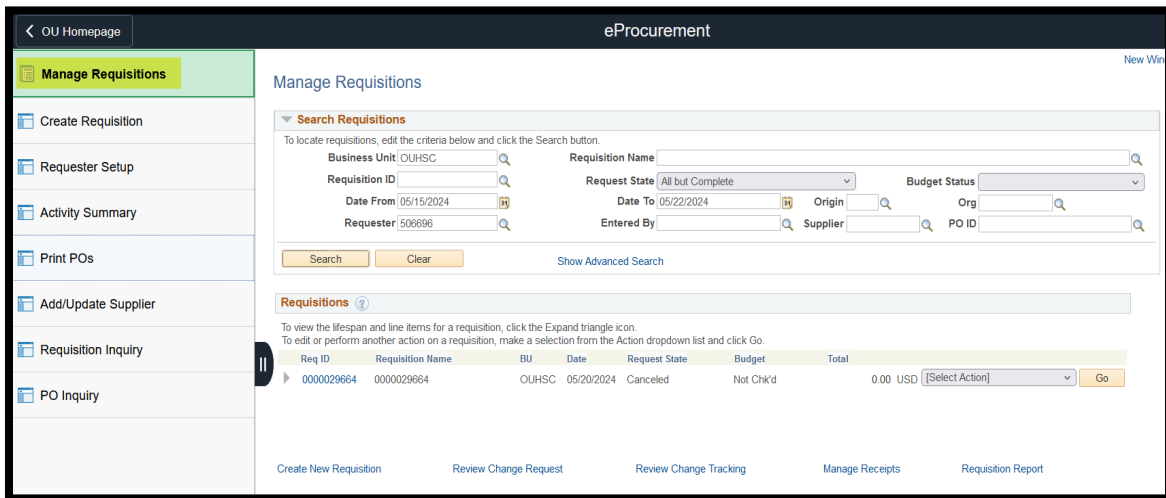 OU Homepage
eProcurement
New Win
Manage Requisitions
Create Requisition
Requester Setup
Activity Summary
Print POs
Add/Update Supplier
Requisition Inquiry
PO Inquiry
Manage Requisitions
Search Requisitions
To locate requisitions, edit the criteria below and click the Search button.
Business Unit OUHSC Requisition Name
Requisition ID Request State All but Complete Budget Status
Date From 05/15/2024 Date To 05/22/2024 Origin Org
Requester 506696 Entered By Supplier PO ID
Search Clear Show Advanced Search
Requisitions ?
To view the lifespan and line items for a requisition, click the Expand triangle icon.
To edit or perform another action on a requisition, make a selection from the Action dropdown list and click Go.
Req ID Requisition Name BU Date Request State Budget Total
0000029664 0000029664 OUHSC 05/20/2024 Canceled Not Chk'd 0.00 USD [Select Action] Go
Create New Requisition Review Change Request Review Change Tracking Manage Receipts Requisition Report